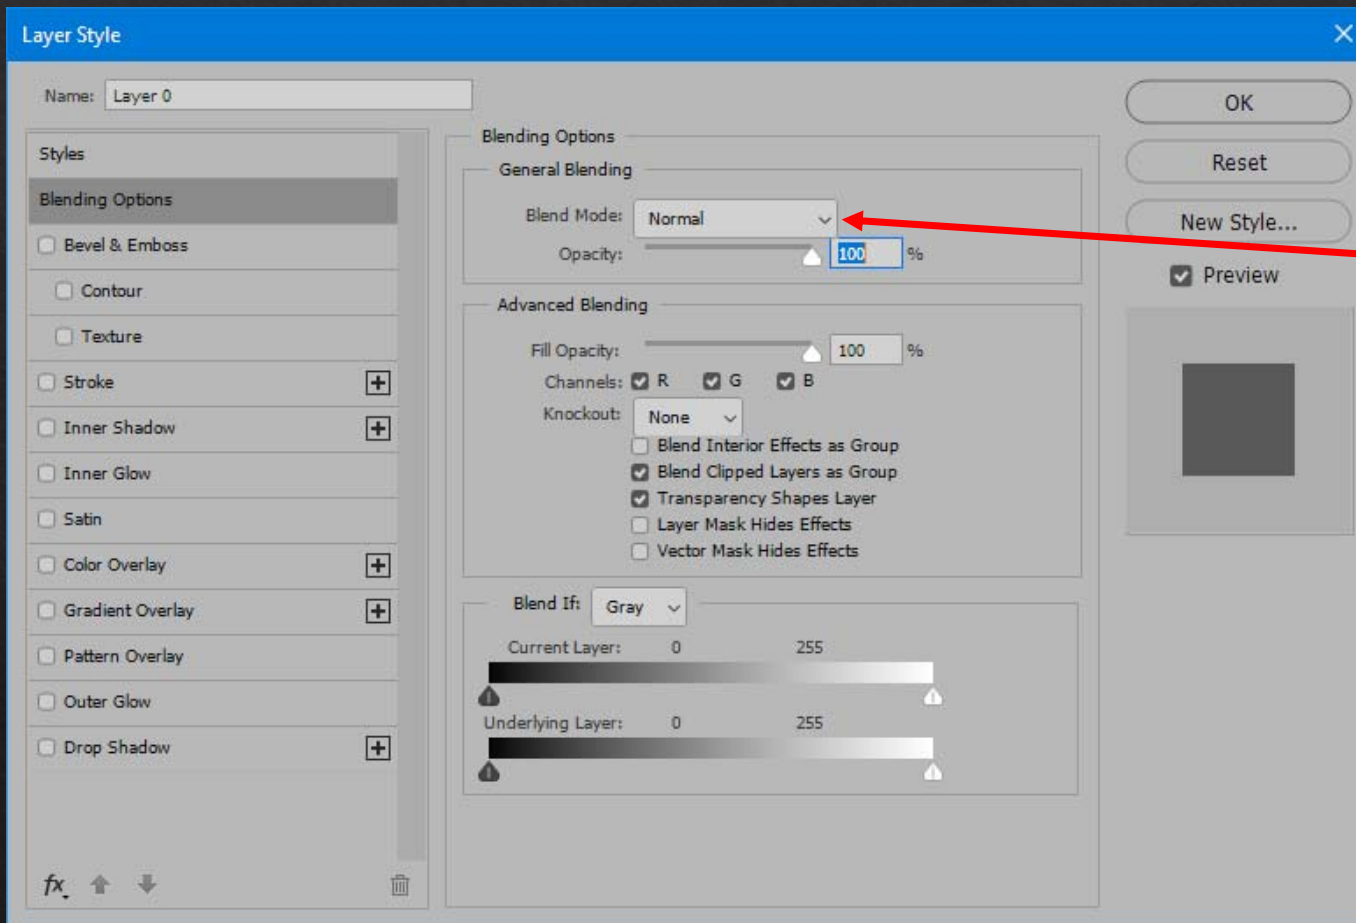 Layer Style
Name: Layer 0
Styles
Blending Options
Bevel & Emboss
Contour
Texture
Stroke
Inner Shadow
Inner Glow
Satin
Color Overlay
Gradient Overlay
Pattern Overlay
Outer Glow
Drop Shadow
fx
Blending Options
General Blending
Blend Mode: Normal
Opacity: 100 %
Advanced Blending
Fill Opacity: 100 %
Channels: R G B
Knockout: None
Blend Interior Effects as Group
Blend Clipped Layers as Group
Transparency Shapes Layer
Layer Mask Hides Effects
Vector Mask Hides Effects
Blend If: Gray
Current Layer: 0 255
Underlying Layer: 0 255
OK
Reset
New Style...
Preview